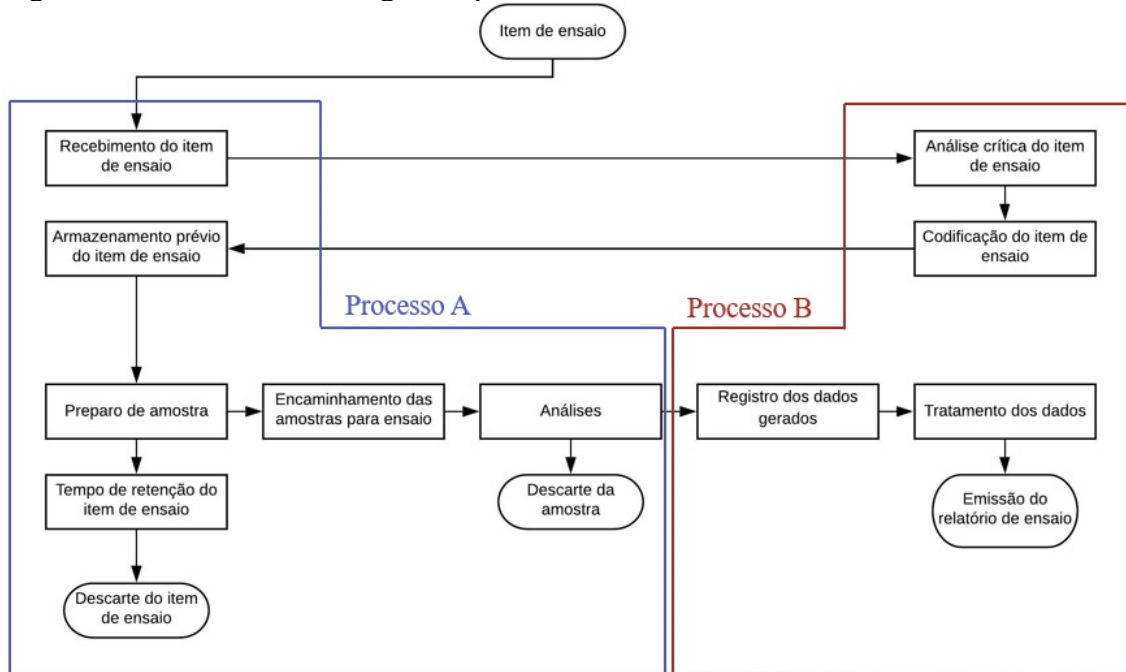 Item de ensaio
Recebimento do item
de ensaio
Análise crítica do item
de ensaio
Armazenamento prévio
do item de ensaio
Codificação do item de
ensaio
Processo A
Processo B
Preparo de amostra
Encaminhamento das
amostras para ensaio
Análises
Registro dos dados
gerados
Tratamento dos dados
Tempo de retenção do
item de ensaio
Descarte da
amostra
Emissão do
relatório de ensaio
Descarte do item
de ensaio